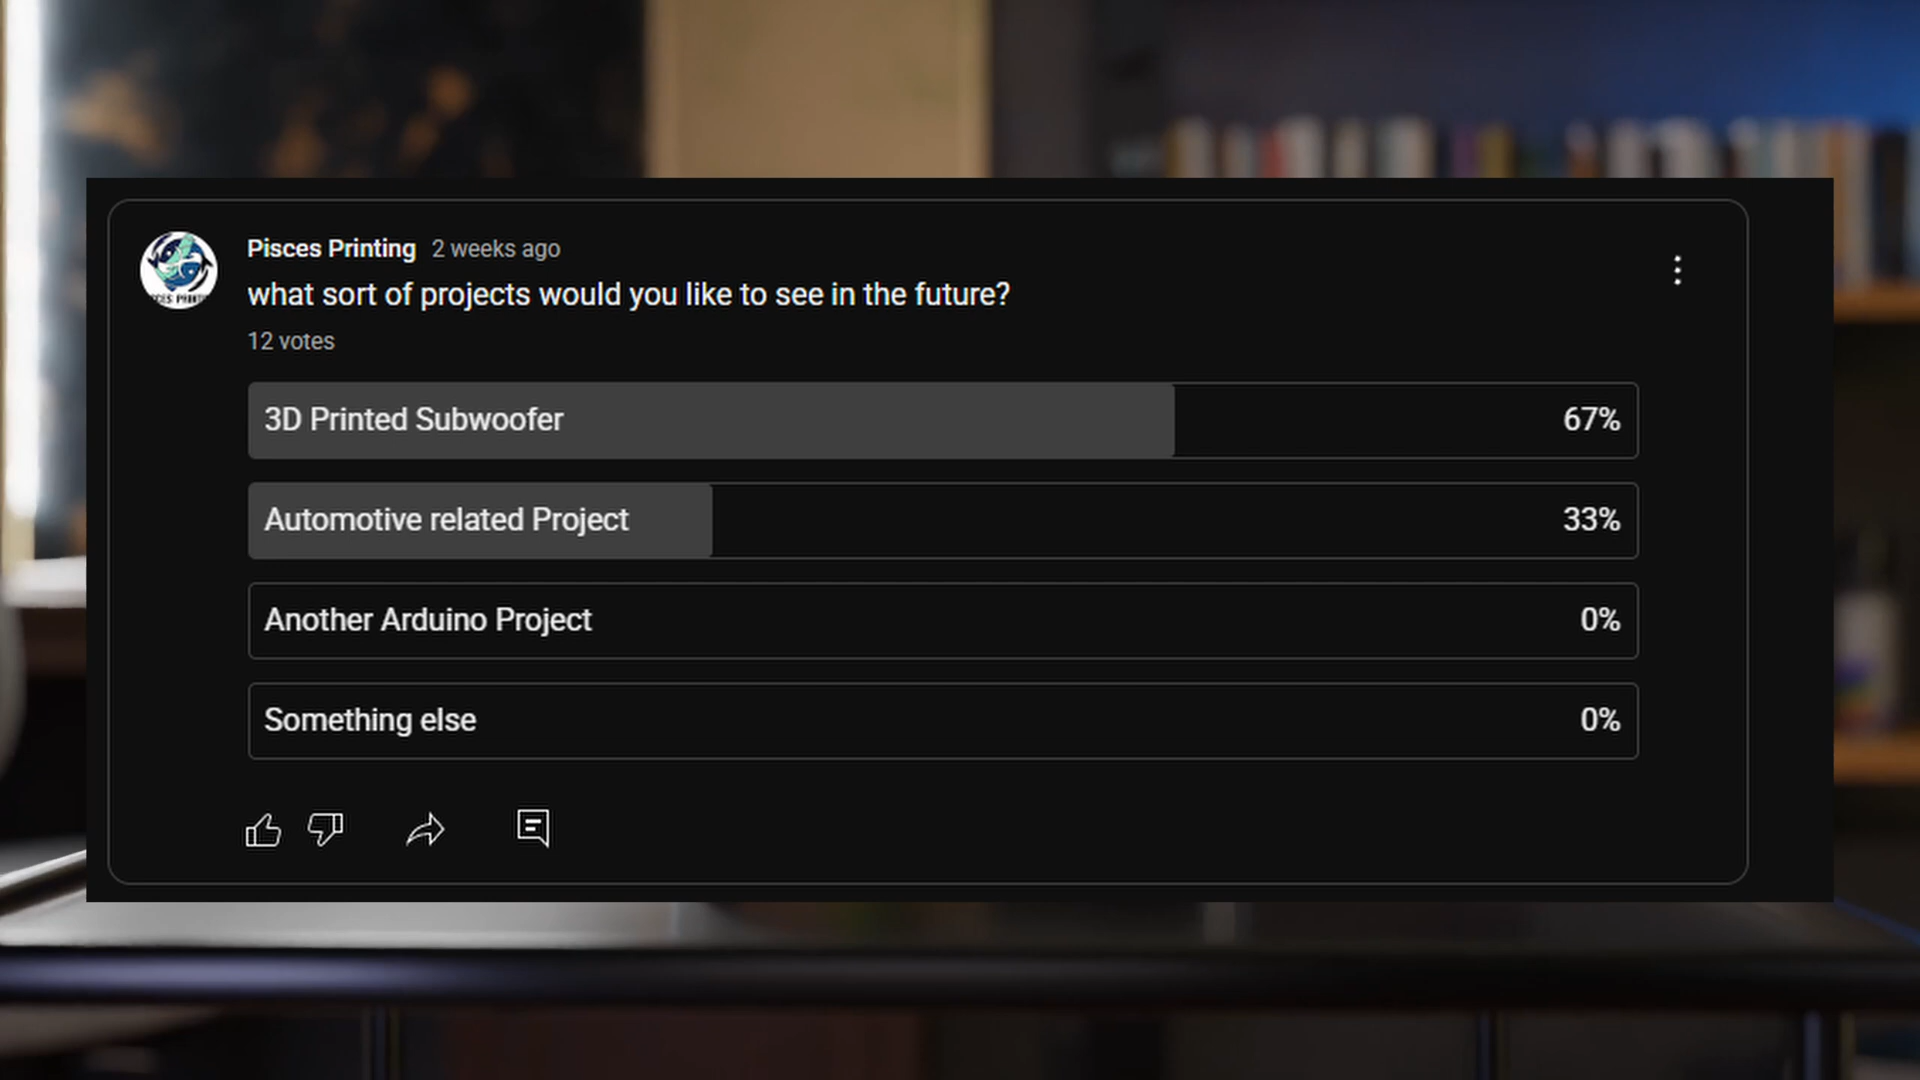 Pisces Printing 2 weeks ago
what sort of projects would you like to see in the future?
12 votes
3D Printed Subwoofer 67%
Automotive related Project 33%
Another Arduino Project 0%
Something else 0%